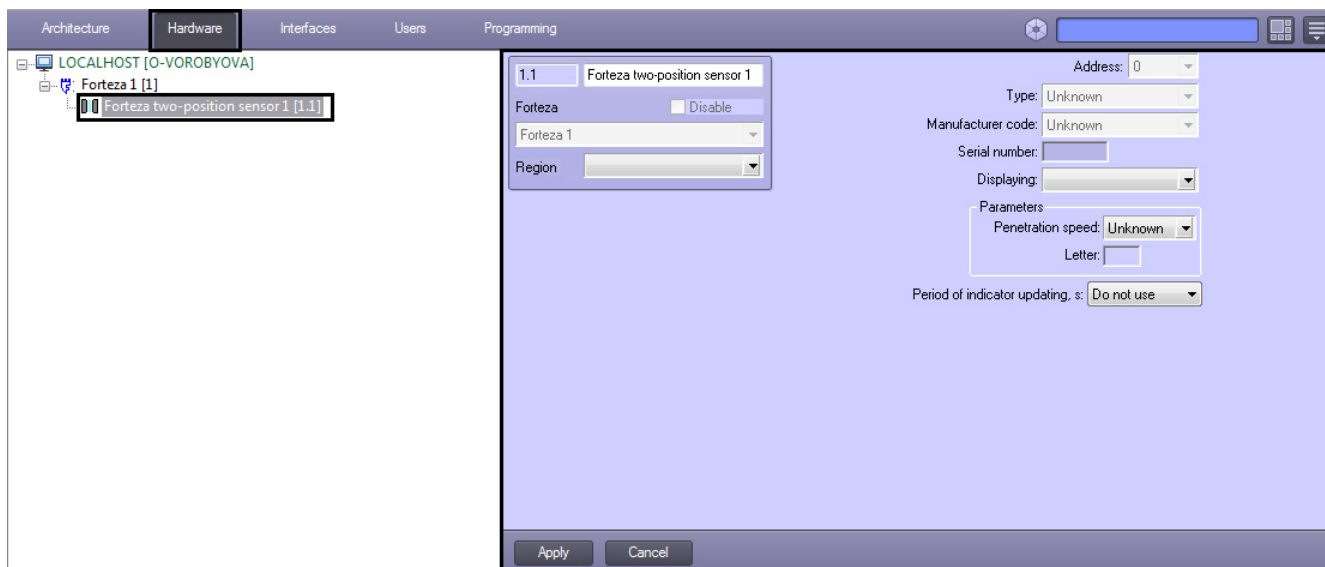 Architecture Hardware Interfaces Users Programming
LOCALHOST [O-VOROBYOVA]
Forteza 1 [1]
Forteza two-position sensor 1 [1.1]
1.1 Forteza two-position sensor 1
Forteza Disable
Forteza 1
Region
Address: 0
Type: Unknown
Manufacturer code: Unknown
Serial number:
Displaying:
Parameters
Penetration speed: Unknown
Letter:
Period of indicator updating, s: Do not use
Apply Cancel